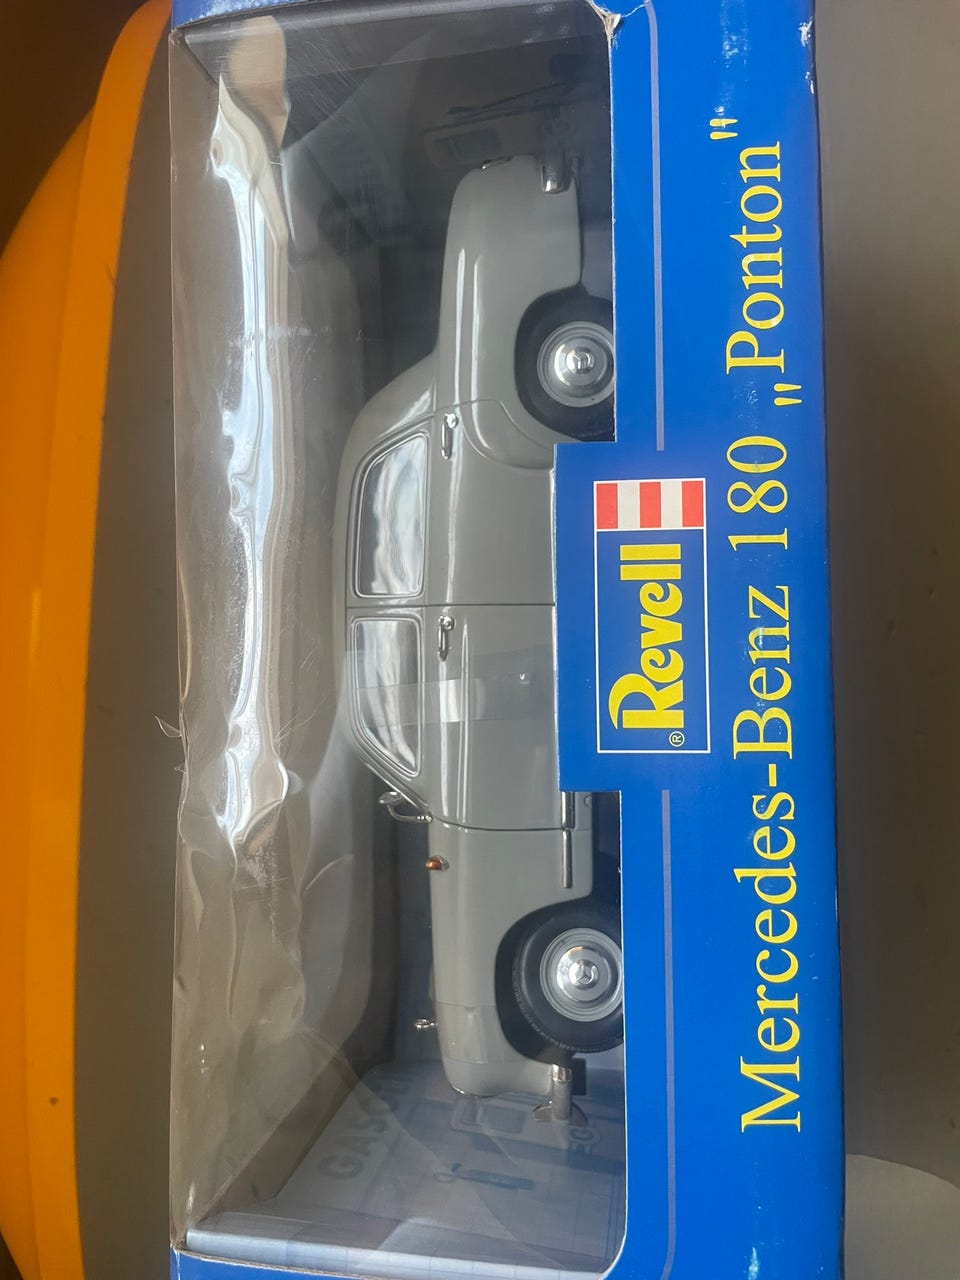 Revell®
Mercedes-Benz 180 „Ponton"